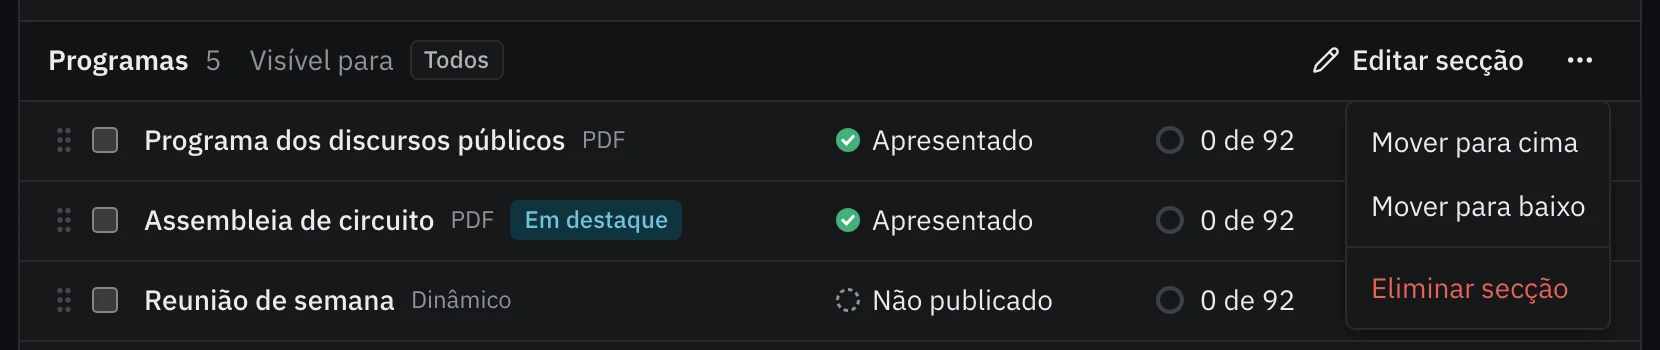 Programas 5 Visível para Todos Editar secção ...
Programa dos discursos públicos PDF Apresentado 0 de 92
Mover para cima
Mover para baixo
Assembleia de circuito PDF Em destaque Apresentado 0 de 92
Eliminar secção
Reunião de semana Dinâmico Não publicado 0 de 92